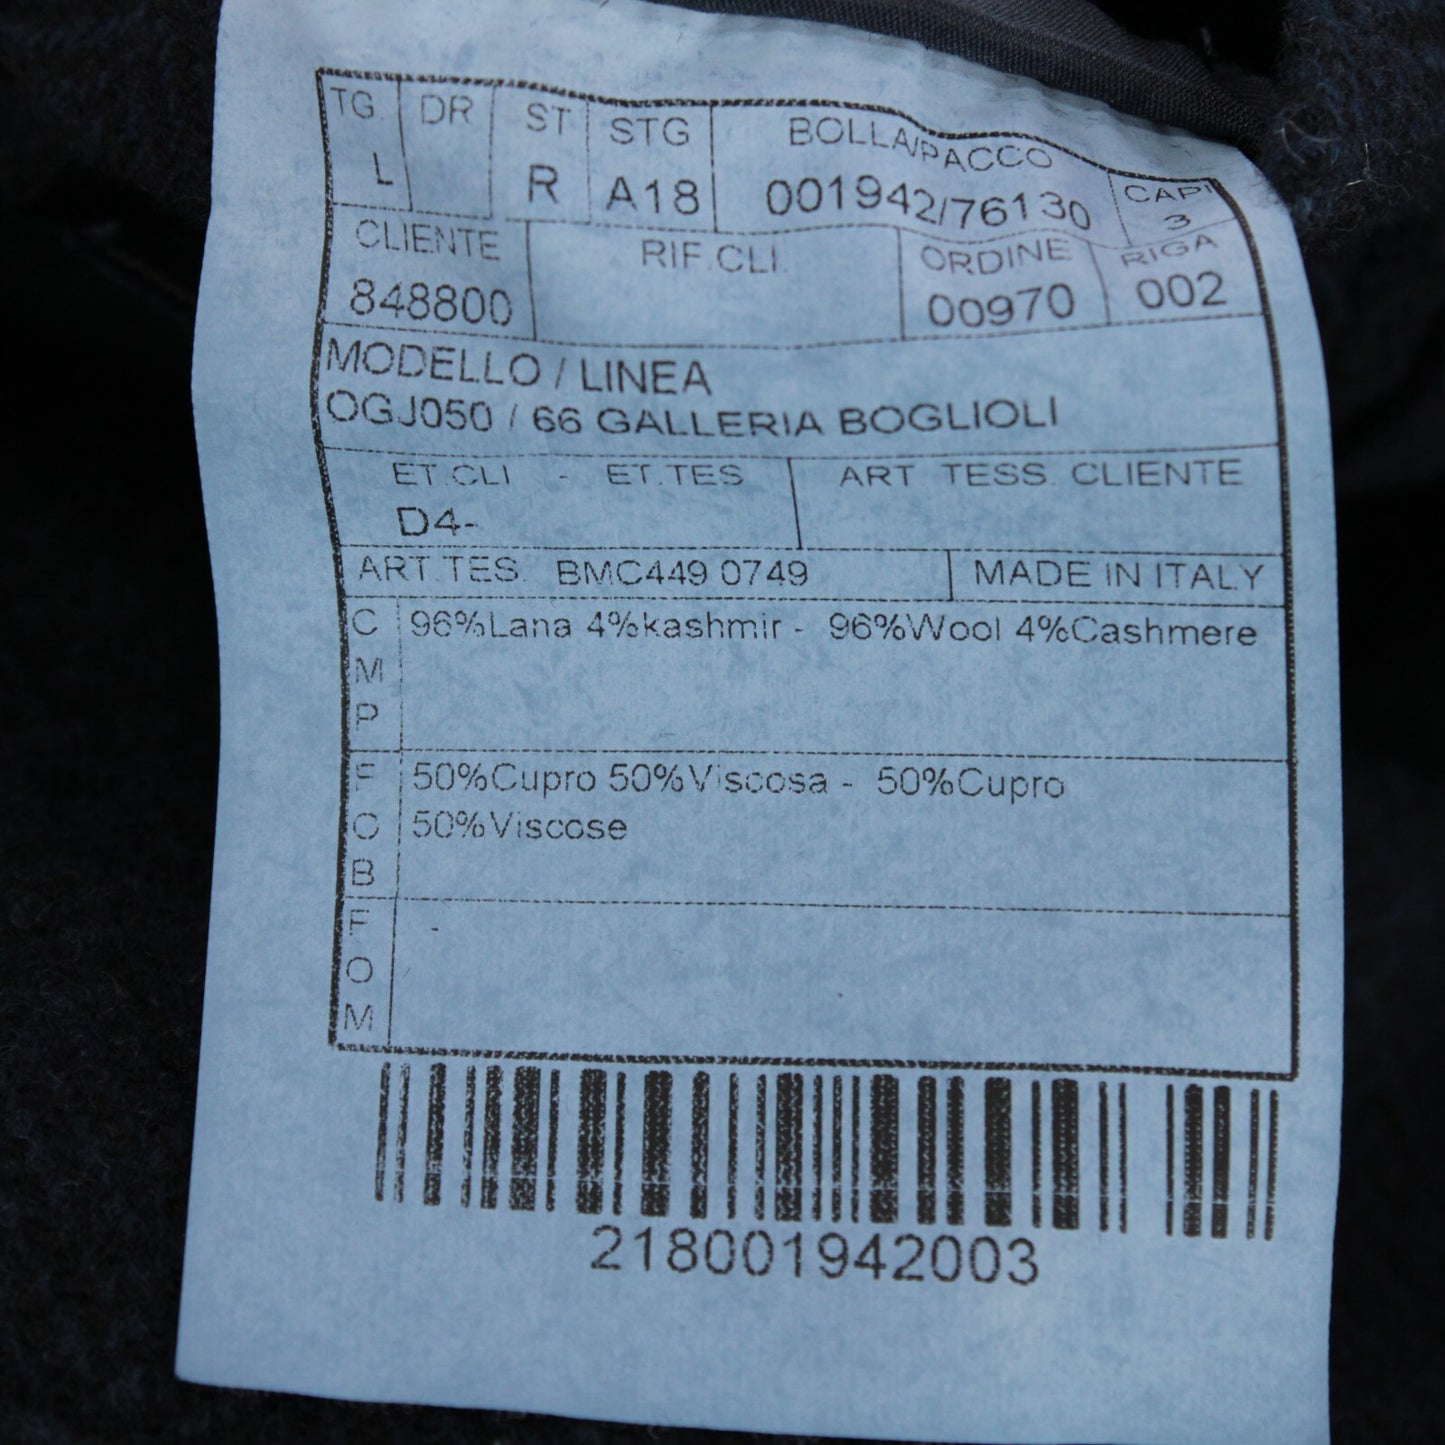 TG. DR ST STG BOLLA/PACCO CAPI
L R A18 001942/76130 3
CLIENTE RIF.CLI. ORDINE RIGA
848800 00970 002
MODELLO / LINEA
OGJ050 / 66 GALLERIA BOGLIOLI
ET.CLI - ET.TES ART TESS. CLIENTE
D4-
ART.TES. BMC449 0749 MADE IN ITALY
C 96%Lana 4%kashmir - 96%Wool 4%Cashmere
M
P
F 50%Cupro 50%Viscosa - 50%Cupro
O 50%Viscose
B
F -
O
M
218001942003